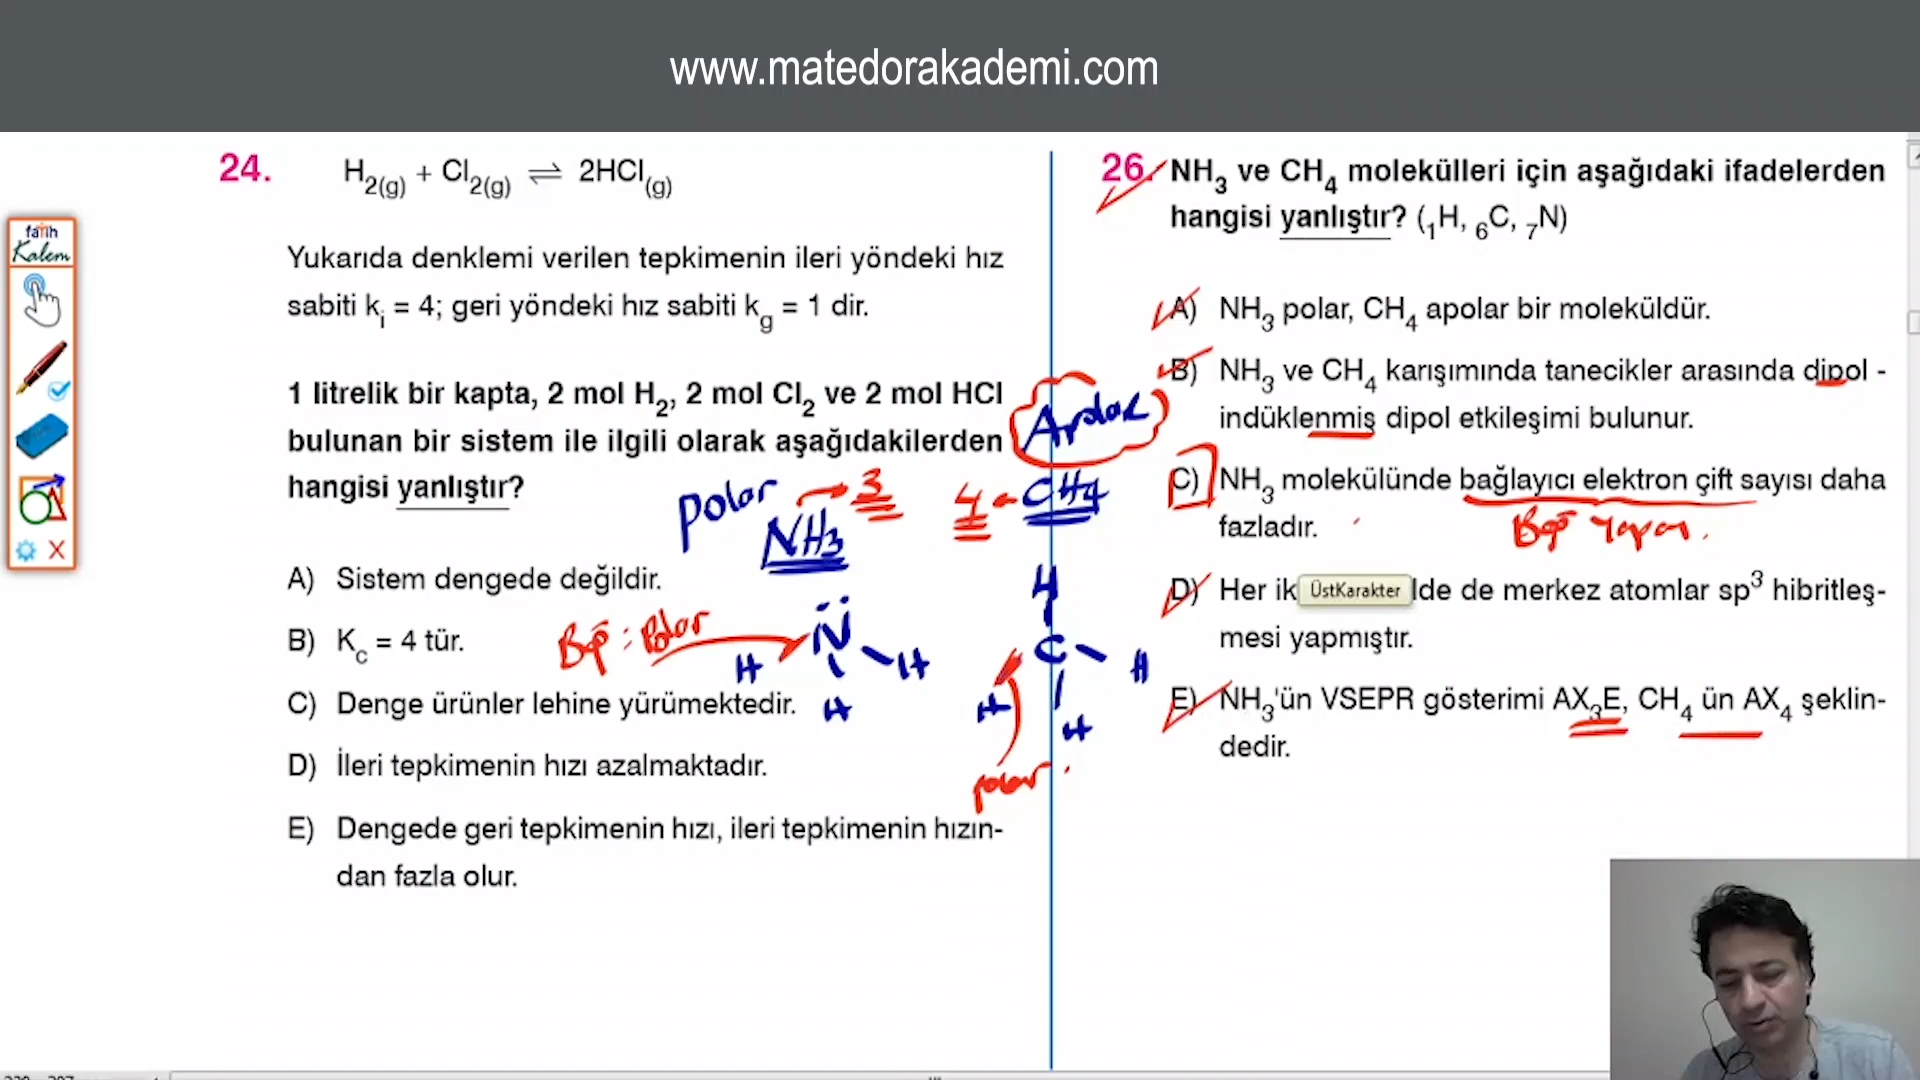 www.matedorakademi.com
fatih
Kalem
24.
H2(g) + Cl2(g) ⇌ 2HCl(g)
Yukarıda denklemi verilen tepkimenin ileri yöndeki hız
sabiti ki = 4; geri yöndeki hız sabiti kg = 1 dir.
1 litrelik bir kapta, 2 mol H2, 2 mol Cl2 ve 2 mol HCl
bulunan bir sistem ile ilgili olarak aşağıdakilerden
hangisi yanlıştır?
A) Sistem dengede değildir.
B) Kc = 4 tür.
C) Denge ürünler lehine yürümektedir.
D) İleri tepkimenin hızı azalmaktadır.
E) Dengede geri tepkimenin hızı, ileri tepkimenin hızın-
dan fazla olur.
polar
NH3
3
4
CH4
Bağ : Polar
N
H
H
H
H
C
H
H
H
polar
26. NH3 ve CH4 molekülleri için aşağıdaki ifadelerden
hangisi yanlıştır? (1H, 6C, 7N)
A) NH3 polar, CH4 apolar bir moleküldür.
B) NH3 ve CH4 karışımında tanecikler arasında dipol -
indüklenmiş dipol etkileşimi bulunur.
C) NH3 molekülünde bağlayıcı elektron çift sayısı daha
fazladır.
Bağ yapan.
D) Her ik ÜstKarakter lde de merkez atomlar sp3 hibritleş-
mesi yapmıştır.
E) NH3'ün VSEPR gösterimi AX3E, CH4 ün AX4 şeklin-
dedir.